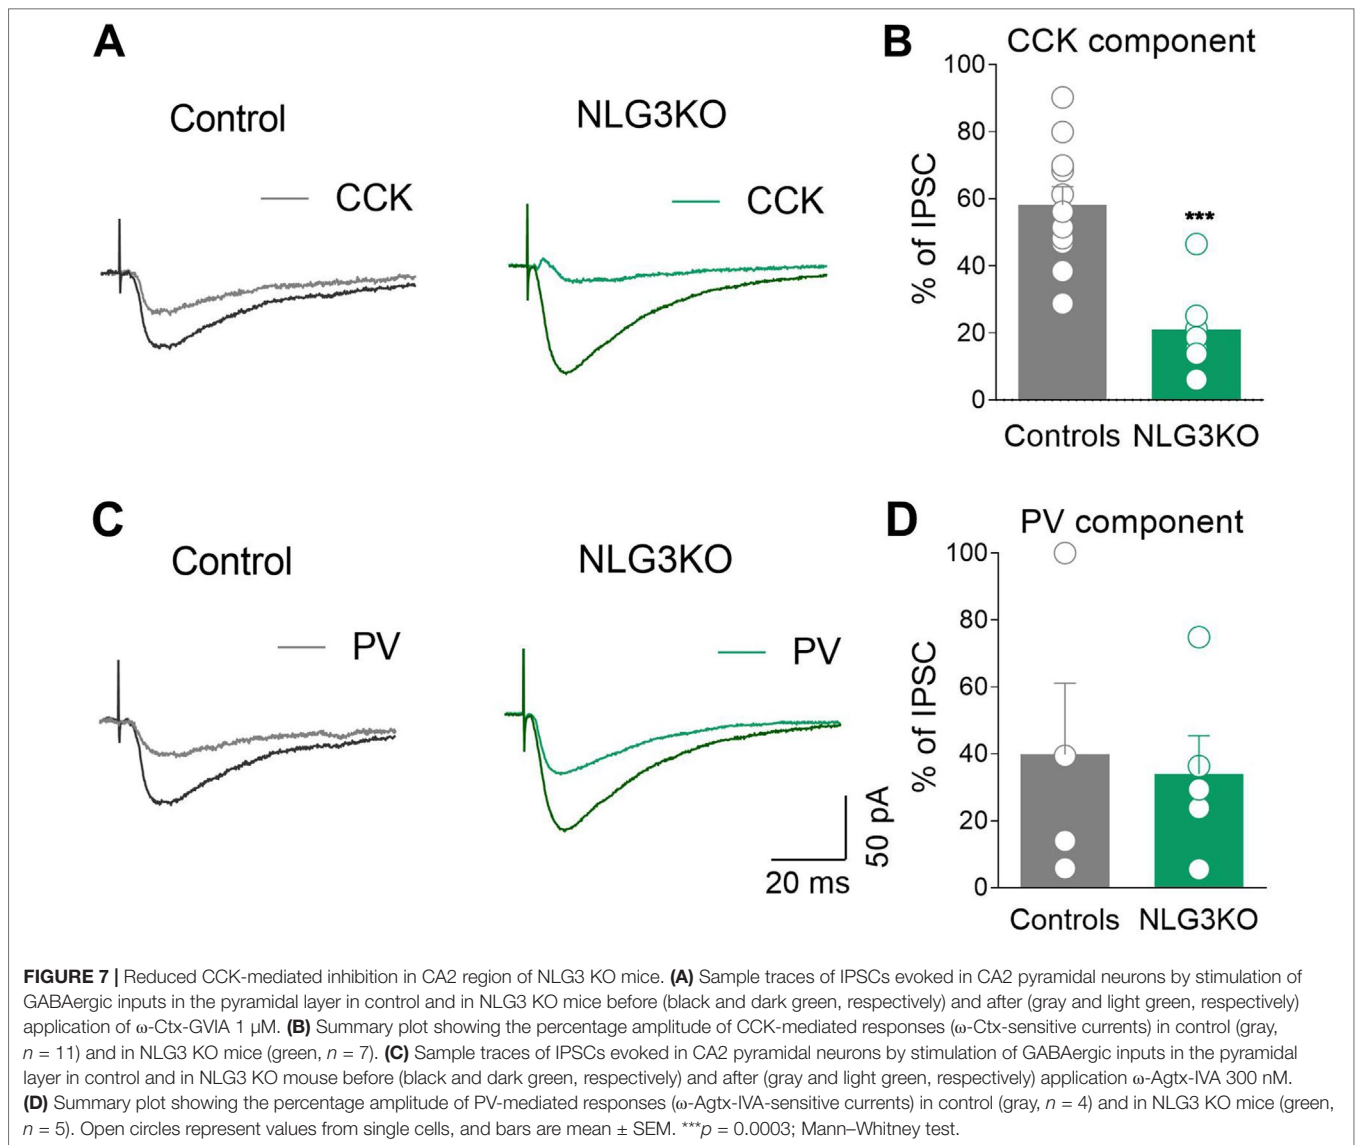 A
Control
NLG3KO
CCK
CCK
B
CCK component
% of IPSC
100
80
60
40
20
0
***
Controls NLG3KO
C
Control
NLG3KO
PV
PV
50 pA
20 ms
D
PV component
% of IPSC
100
80
60
40
20
0
Controls NLG3KO
FIGURE 7 | Reduced CCK-mediated inhibition in CA2 region of NLG3 KO mice. (A) Sample traces of IPSCs evoked in CA2 pyramidal neurons by stimulation of
GABAergic inputs in the pyramidal layer in control and in NLG3 KO mice before (black and dark green, respectively) and after (gray and light green, respectively)
application of ω-Ctx-GVIA 1 μM. (B) Summary plot showing the percentage amplitude of CCK-mediated responses (ω-Ctx-sensitive currents) in control (gray,
n = 11) and in NLG3 KO mice (green, n = 7). (C) Sample traces of IPSCs evoked in CA2 pyramidal neurons by stimulation of GABAergic inputs in the pyramidal
layer in control and in NLG3 KO mouse before (black and dark green, respectively) and after (gray and light green, respectively) application ω-Agtx-IVA 300 nM.
(D) Summary plot showing the percentage amplitude of PV-mediated responses (ω-Agtx-IVA-sensitive currents) in control (gray, n = 4) and in NLG3 KO mice (green,
n = 5). Open circles represent values from single cells, and bars are mean ± SEM. ***p = 0.0003; Mann–Whitney test.